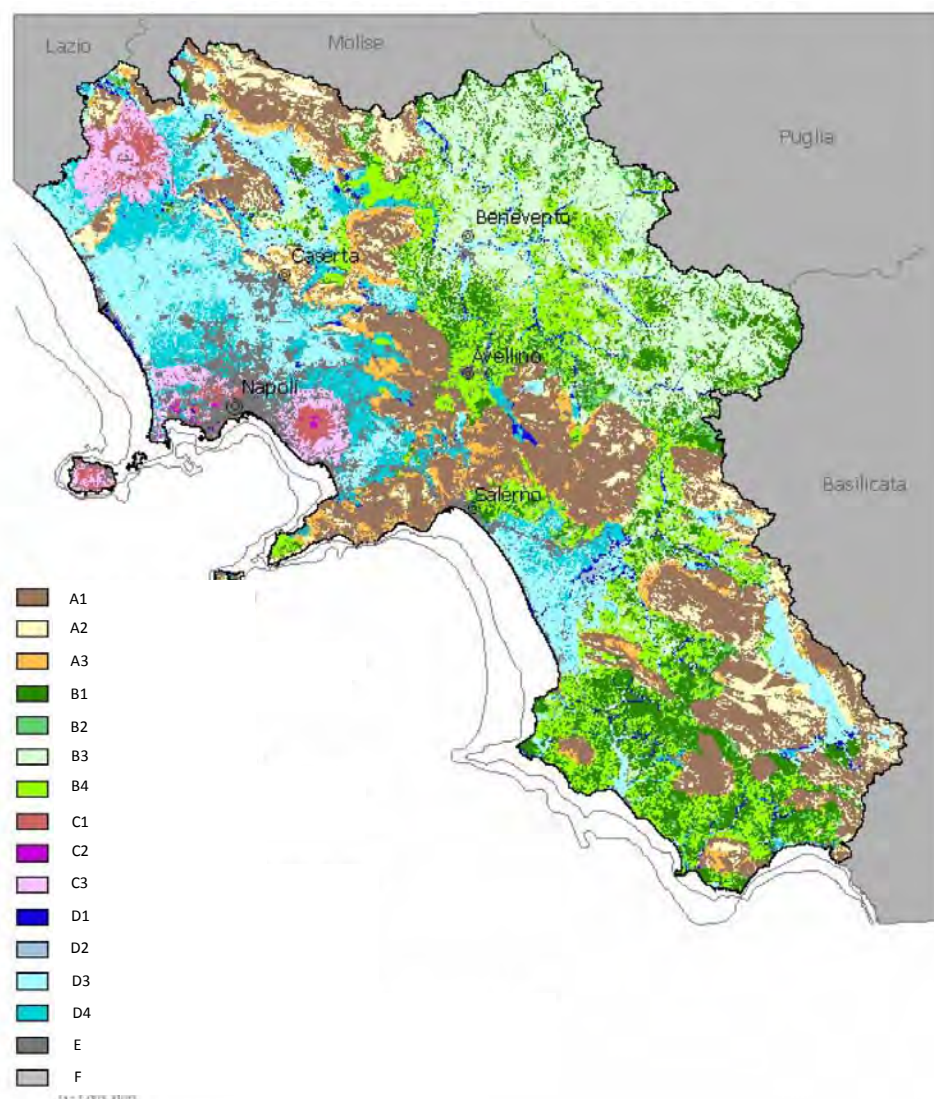 Lazio
Molise
Puglia
Benevento
Caserta
Avellino
Napoli
Basilicata
Salerno
A1
A2
A3
B1
B2
B3
B4
C1
C2
C3
D1
D2
D3
D4
E
F